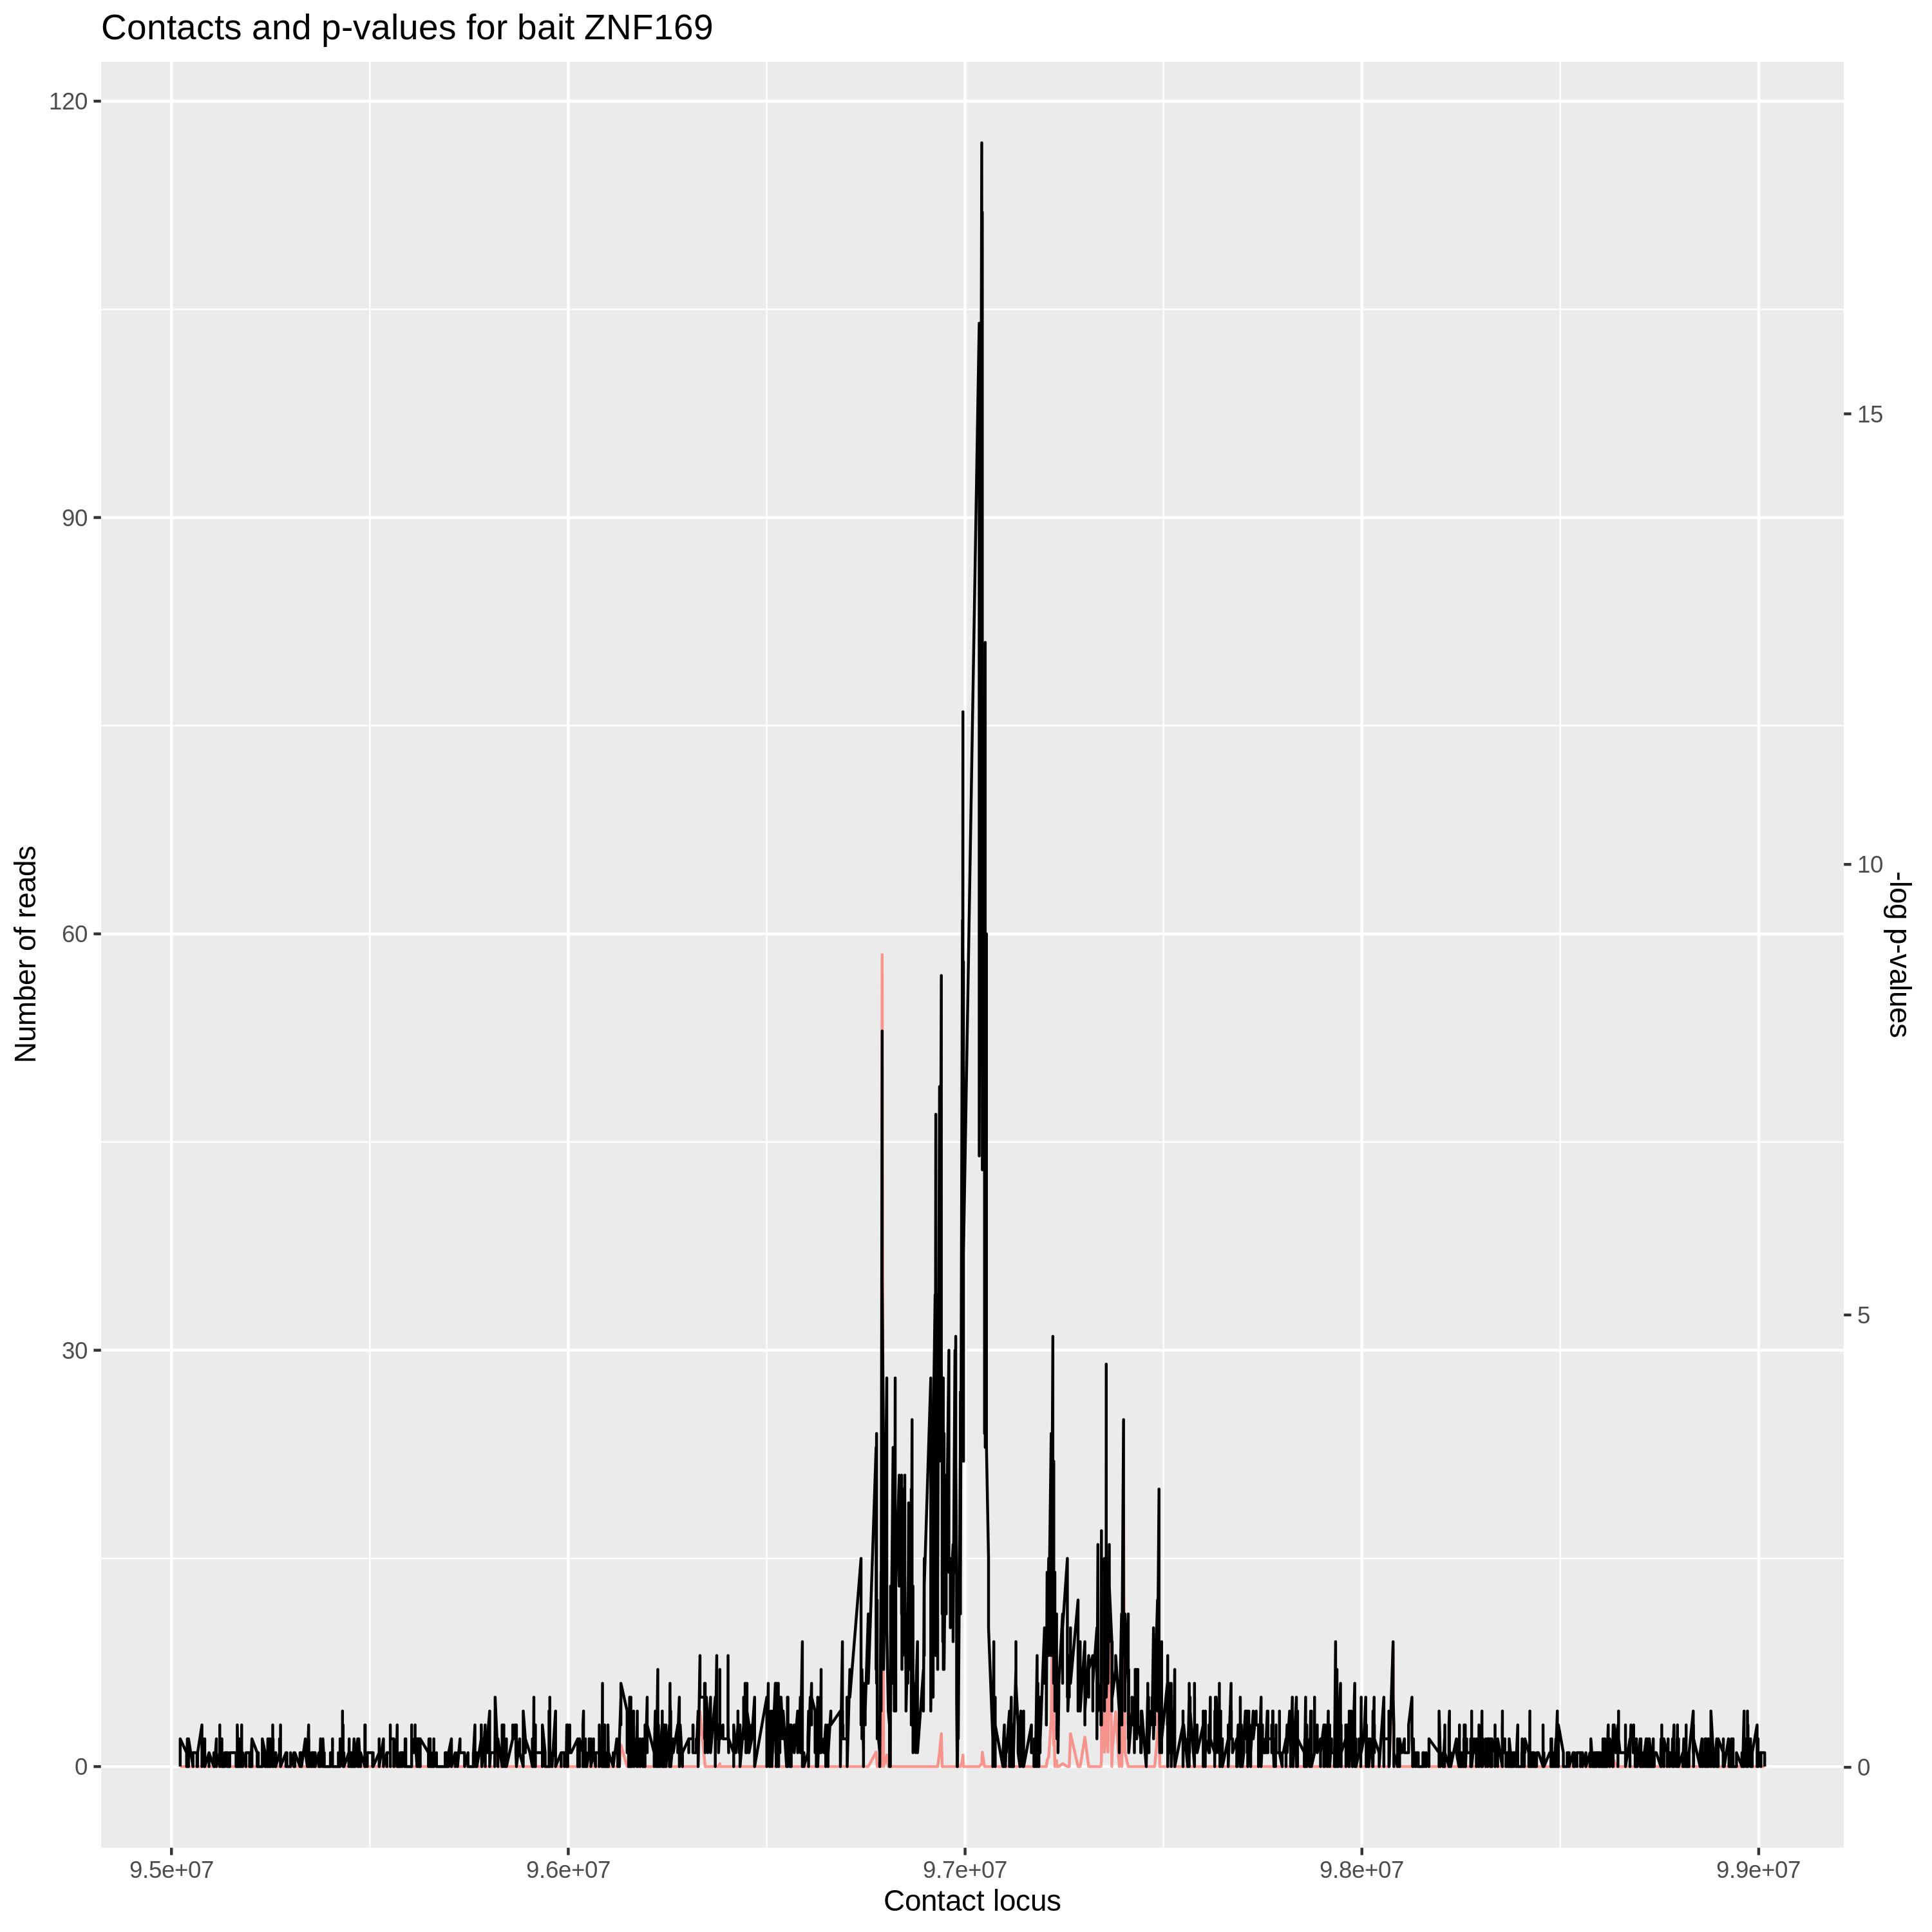 Contacts and p-values for bait ZNF169
120
90
60
30
0
Number of reads
15
10
5
0
-log p-values
9.5e+07 9.6e+07 9.7e+07 9.8e+07 9.9e+07
Contact locus